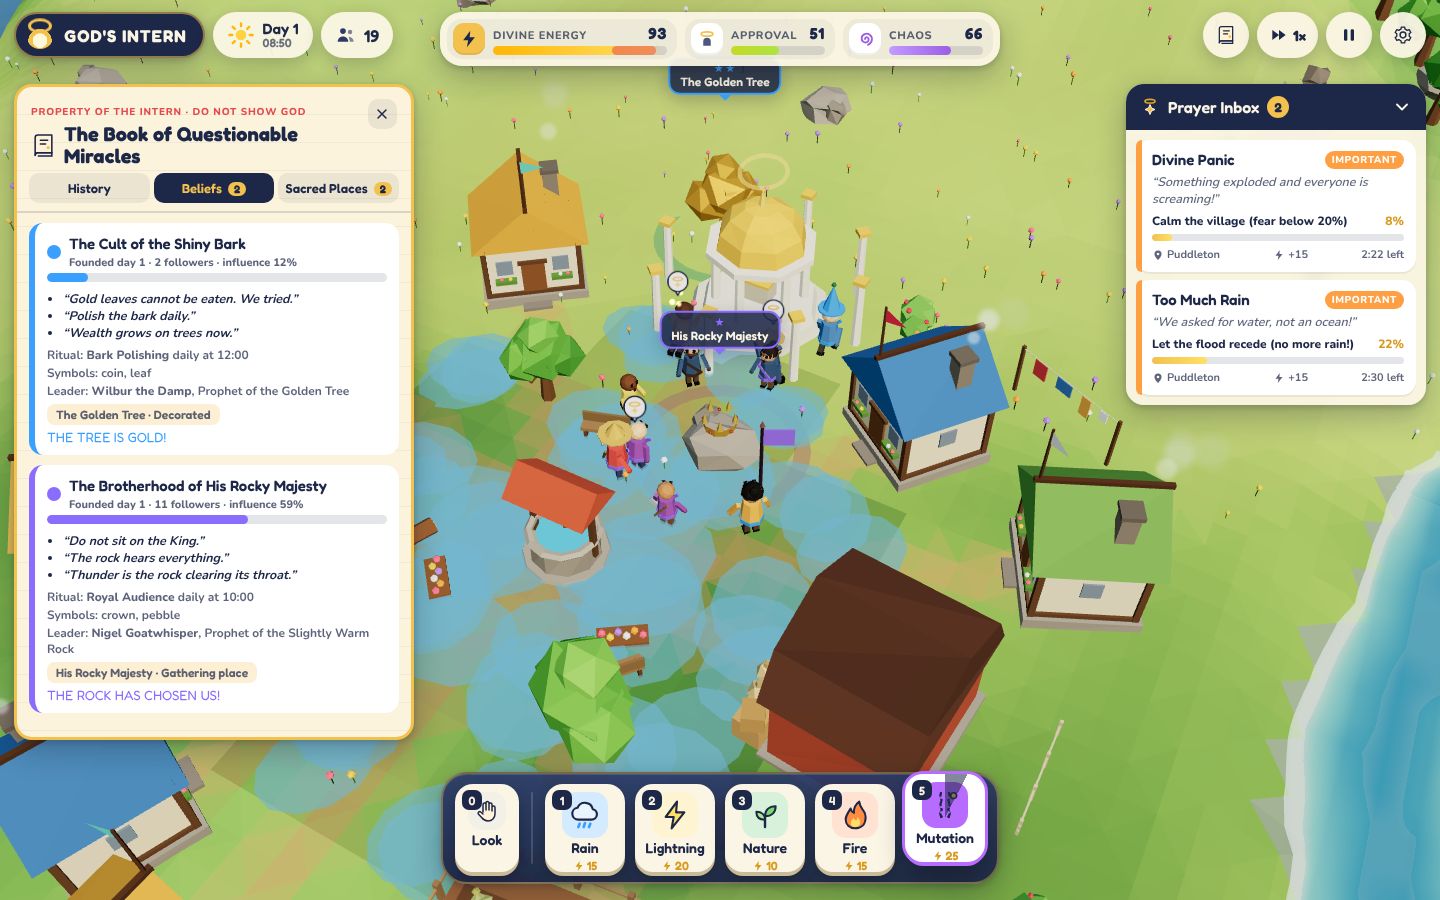 GOD'S INTERN
Day 1
08:50
19
DIVINE ENERGY 93
APPROVAL 51
CHAOS 66
1x
The Golden Tree
PROPERTY OF THE INTERN · DO NOT SHOW GOD
The Book of Questionable
Miracles
History
Beliefs 2
Sacred Places 2
The Cult of the Shiny Bark
Founded day 1 · 2 followers · influence 12%
• “Gold leaves cannot be eaten. We tried.”
• “Polish the bark daily.”
• “Wealth grows on trees now.”
Ritual: Bark Polishing daily at 12:00
Symbols: coin, leaf
Leader: Wilbur the Damp, Prophet of the Golden Tree
The Golden Tree · Decorated
THE TREE IS GOLD!
The Brotherhood of His Rocky Majesty
Founded day 1 · 11 followers · influence 59%
• “Do not sit on the King.”
• “The rock hears everything.”
• “Thunder is the rock clearing its throat.”
Ritual: Royal Audience daily at 10:00
Symbols: crown, pebble
Leader: Nigel Goatwhisper, Prophet of the Slightly Warm
Rock
His Rocky Majesty · Gathering place
THE ROCK HAS CHOSEN US!
His Rocky Majesty
Prayer Inbox 2
Divine Panic IMPORTANT
“Something exploded and everyone is
screaming!”
Calm the village (fear below 20%) 8%
Puddleton +15 2:22 left
Too Much Rain IMPORTANT
“We asked for water, not an ocean!”
Let the flood recede (no more rain!) 22%
Puddleton +15 2:30 left
0
Look
1
Rain
15
2
Lightning
20
3
Nature
10
4
Fire
15
5
Mutation
25